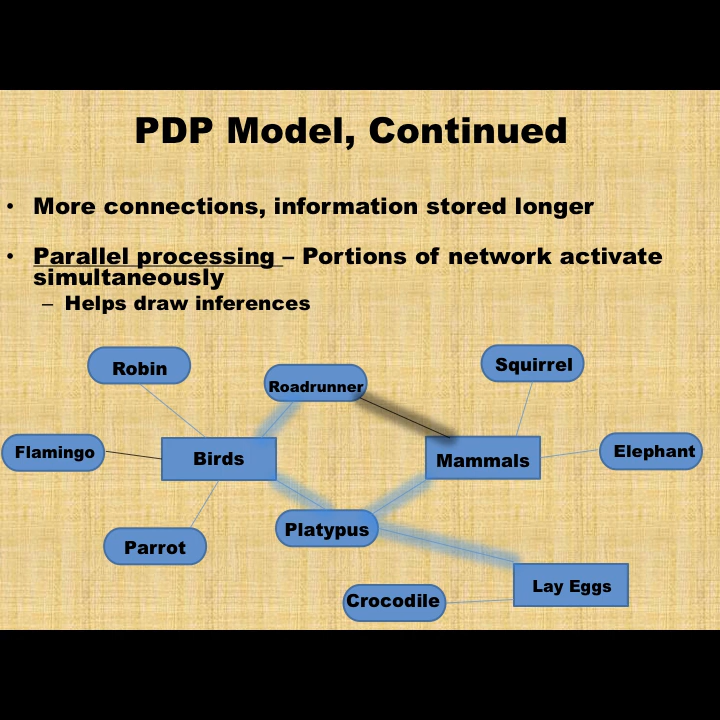 PDP Model, Continued
• More connections, information stored longer
• Parallel processing – Portions of network activate
simultaneously
– Helps draw inferences
Robin
Roadrunner
Squirrel
Flamingo
Birds
Mammals
Elephant
Parrot
Platypus
Crocodile
Lay Eggs